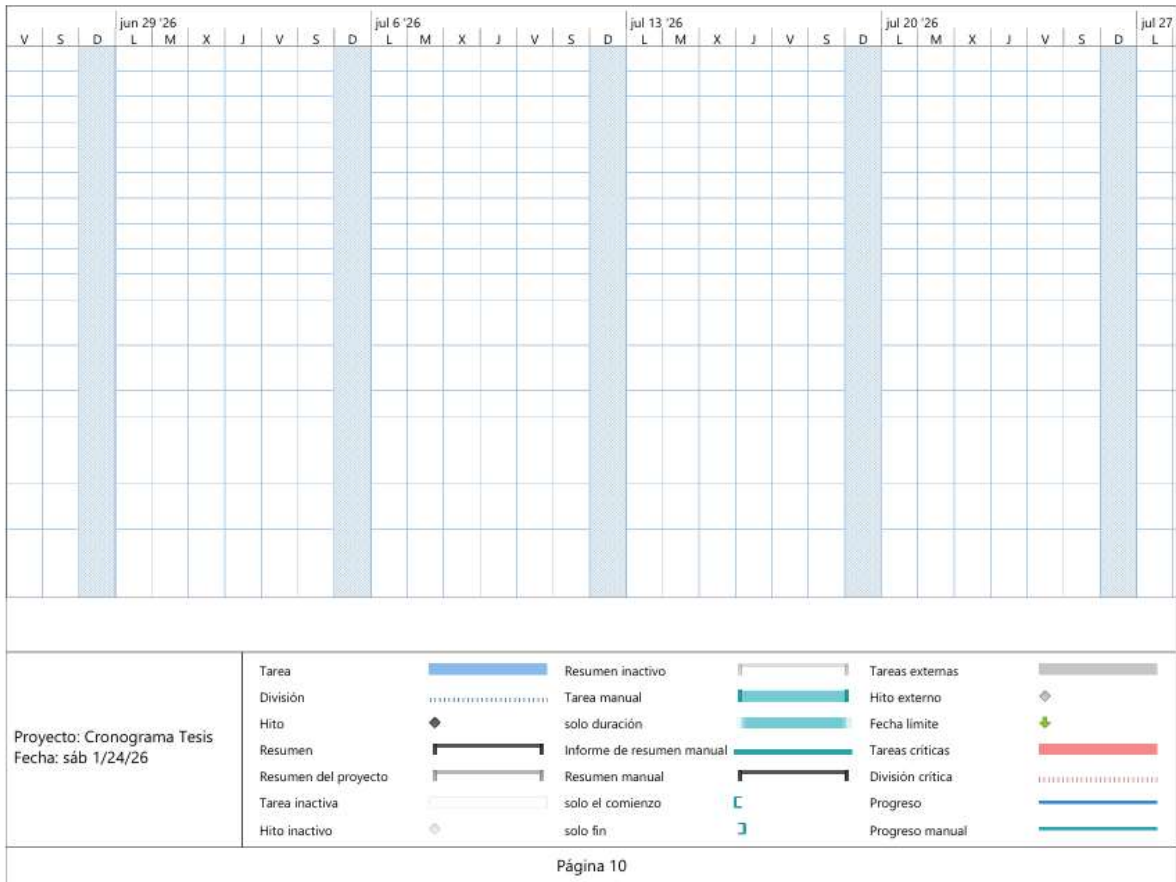 jun 29 '26 jul 6 '26 jul 13 '26 jul 20 '26 jul 27
V S D L M X J V S D L M X J V S D L M X J V S D L M X J V S D L
Tarea Resumen inactivo Tareas externas
División Tarea manual Hito externo
Hito solo duración Fecha límite
Proyecto: Cronograma Tesis
Fecha: sáb 1/24/26
Resumen Informe de resumen manual Tareas críticas
Resumen del proyecto Resumen manual División crítica
Tarea inactiva solo el comienzo Progreso
Hito inactivo solo fin Progreso manual
Página 10